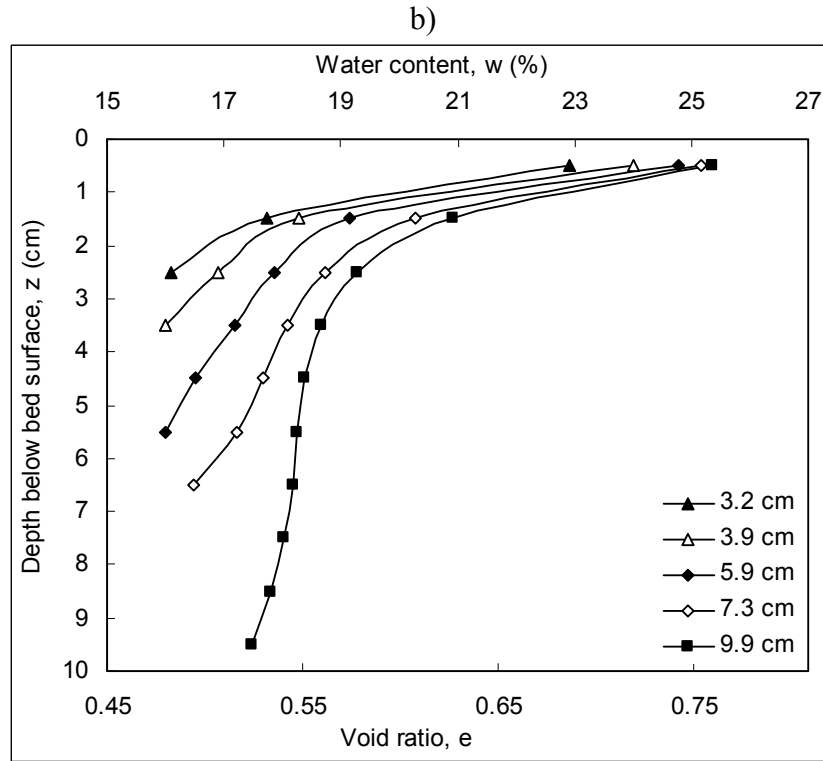 b)
Water content, w (%)
15 17 19 21 23 25 27
0
1
2
3
4
5
6
7
8
9
10
Depth below bed surface, z (cm)
3.2 cm
3.9 cm
5.9 cm
7.3 cm
9.9 cm
0.45 0.55 0.65 0.75
Void ratio, e